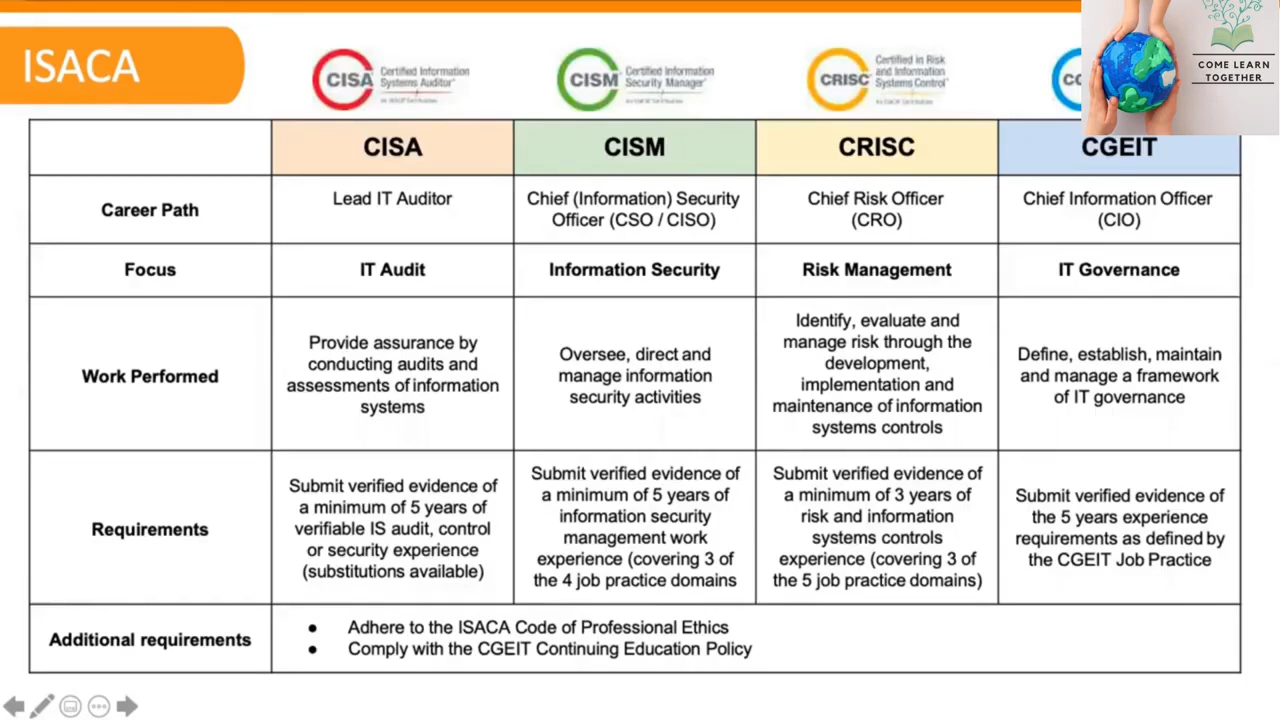 ISACA
CISA
Certified Information
Systems Auditor
CISM
Certified Information
Security Manager
CRISC
Certified in Risk
and Information
Systems Control
COME LEARN
TOGETHER
CISA
CISM
CRISC
CGEIT
Career Path
Lead IT Auditor
Chief (Information) Security
Officer (CSO / CISO)
Chief Risk Officer
(CRO)
Chief Information Officer
(CIO)
Focus
IT Audit
Information Security
Risk Management
IT Governance
Work Performed
Provide assurance by
conducting audits and
assessments of information
systems
Oversee, direct and
manage information
security activities
Identify, evaluate and
manage risk through the
development,
implementation and
maintenance of information
systems controls
Define, establish, maintain
and manage a framework
of IT governance
Requirements
Submit verified evidence of
a minimum of 5 years of
verifiable IS audit, control
or security experience
(substitutions available)
Submit verified evidence of
a minimum of 5 years of
information security
management work
experience (covering 3 of
the 4 job practice domains
Submit verified evidence of
a minimum of 3 years of
risk and information
systems controls
experience (covering 3 of
the 5 job practice domains)
Submit verified evidence of
the 5 years experience
requirements as defined by
the CGEIT Job Practice
Additional requirements
● Adhere to the ISACA Code of Professional Ethics
● Comply with the CGEIT Continuing Education Policy